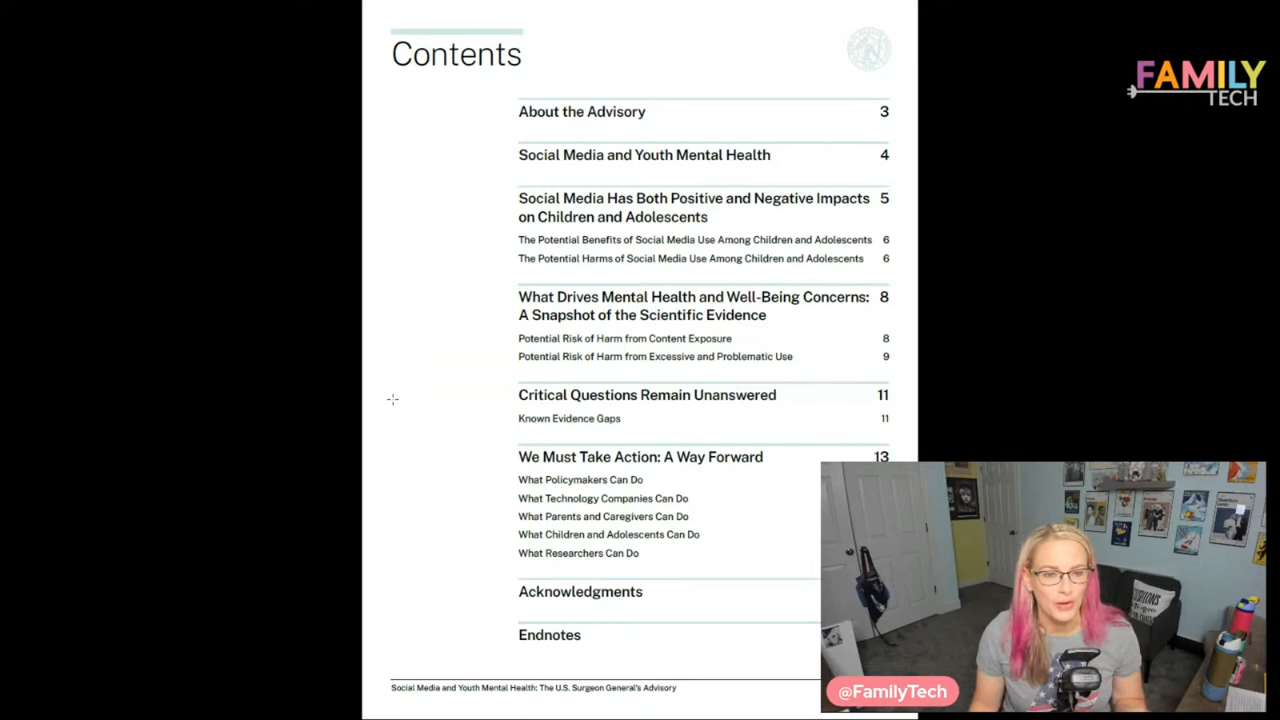 Contents
About the Advisory 3
Social Media and Youth Mental Health 4
Social Media Has Both Positive and Negative Impacts 5
on Children and Adolescents
The Potential Benefits of Social Media Use Among Children and Adolescents 6
The Potential Harms of Social Media Use Among Children and Adolescents 6
What Drives Mental Health and Well-Being Concerns: 8
A Snapshot of the Scientific Evidence
Potential Risk of Harm from Content Exposure 8
Potential Risk of Harm from Excessive and Problematic Use 9
Critical Questions Remain Unanswered 11
Known Evidence Gaps 11
We Must Take Action: A Way Forward 13
What Policymakers Can Do
What Technology Companies Can Do
What Parents and Caregivers Can Do
What Children and Adolescents Can Do
What Researchers Can Do
Acknowledgments
Endnotes
Social Media and Youth Mental Health: The U.S. Surgeon General's Advisory
FAMILY
TECH
@FamilyTech